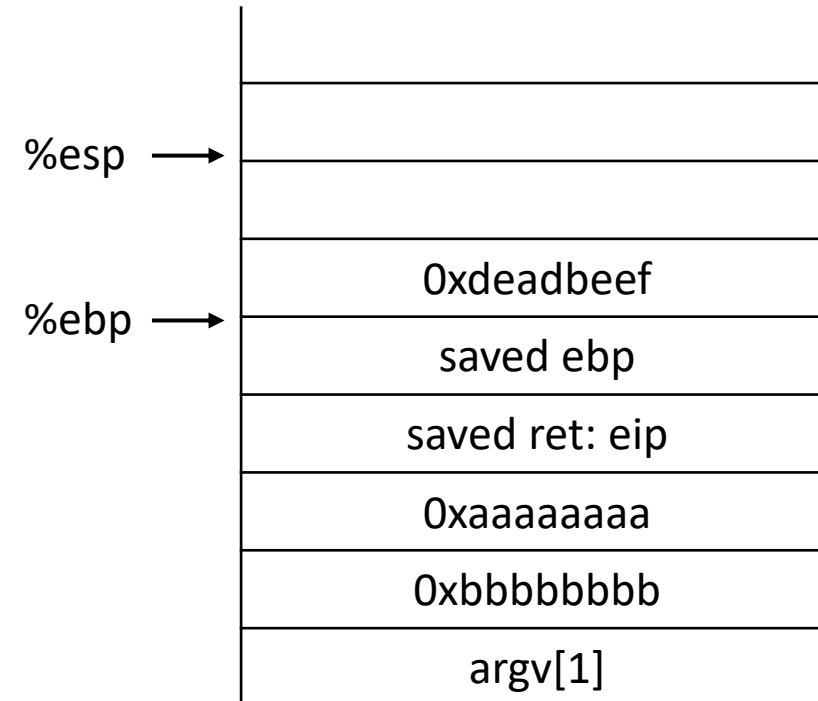 %esp
0xdeadbeef
%ebp
saved ebp
saved ret: eip
0xaaaaaaaa
0xbbbbbbbb
argv[1]